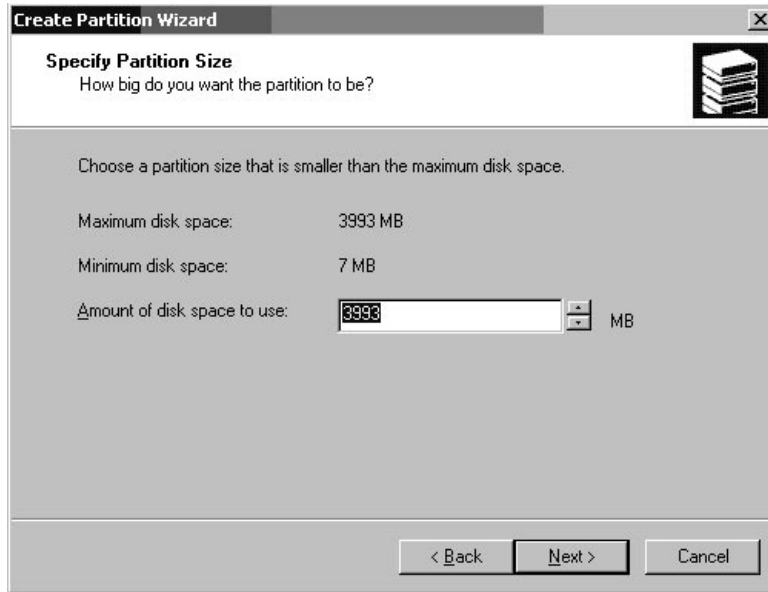 Create Partition Wizard
Specify Partition Size
How big do you want the partition to be?
Choose a partition size that is smaller than the maximum disk space.
Maximum disk space: 3993 MB
Minimum disk space: 7 MB
Amount of disk space to use: 3993 MB
< Back Next > Cancel